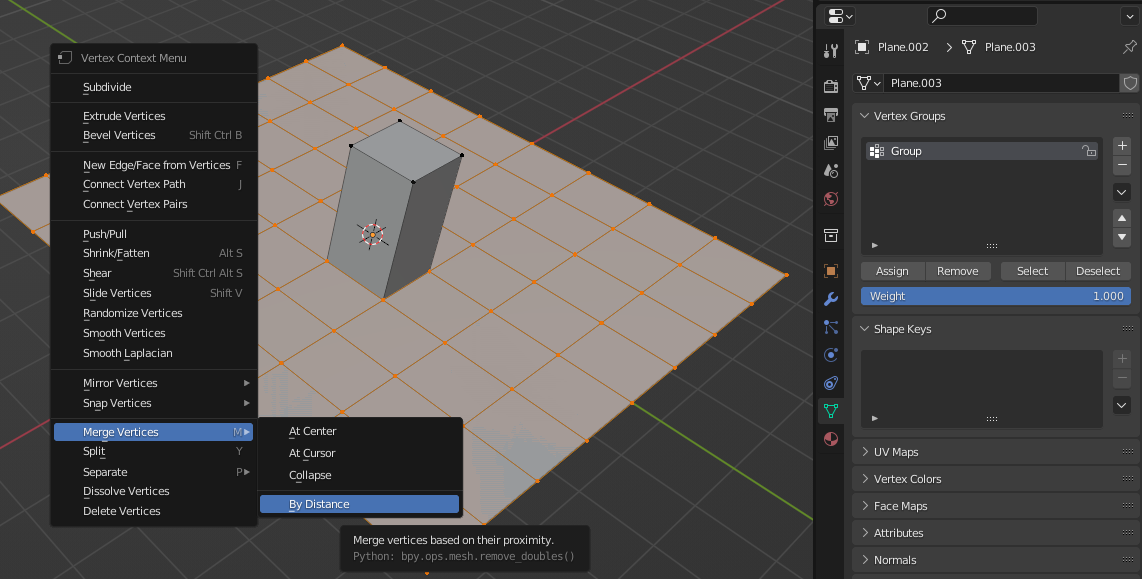 Vertex Context Menu
Subdivide
Extrude Vertices
Bevel Vertices Shift Ctrl B
New Edge/Face from Vertices F
Connect Vertex Path J
Connect Vertex Pairs
Push/Pull
Shrink/Fatten Alt S
Shear Shift Ctrl Alt S
Slide Vertices Shift V
Randomize Vertices
Smooth Vertices
Smooth Laplacian
Mirror Vertices
Snap Vertices
Merge Vertices M
Split Y
Separate P
Dissolve Vertices
Delete Vertices
At Center
At Cursor
Collapse
By Distance
Merge vertices based on their proximity.
Python: bpy.ops.mesh.remove_doubles()
Plane.002 Plane.003
Plane.003
Vertex Groups
Group
Assign Remove Select Deselect
Weight 1.000
Shape Keys
UV Maps
Vertex Colors
Face Maps
Attributes
Normals